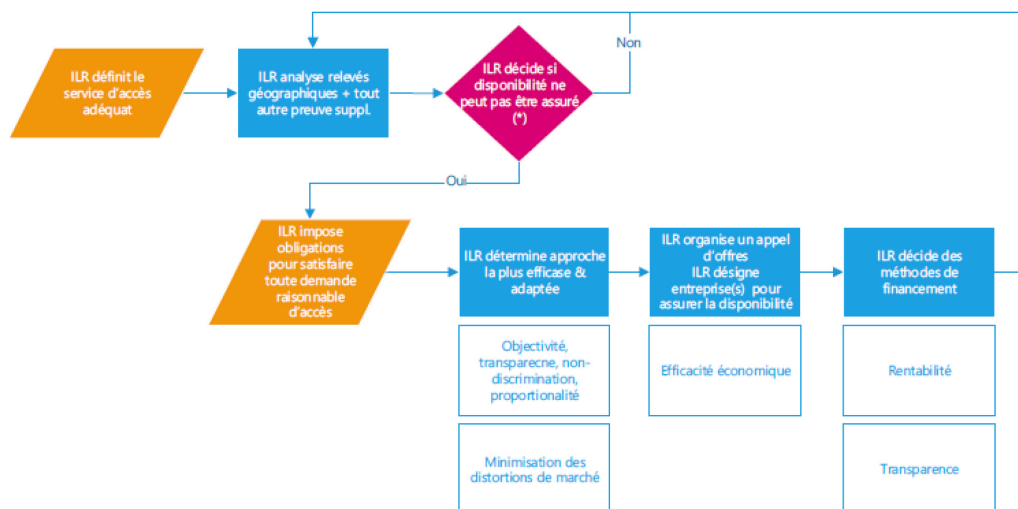 ILR définit le
service d'accès
adéquat
ILR analyse relevés
géographiques + tout
autre preuve suppl.
ILR décide si
disponibilité ne
peut pas être assuré
(*)
Non
Oui
ILR impose
obligations
pour satisfaire
toute demande
raisonnable
d'accès
ILR détermine approche
la plus efficase &
adaptée
ILR organise un appel
d'offres
ILR désigne
entreprise(s) pour
assurer la disponibilité
ILR décide des
méthodes de
financement
Objectivité,
transparecne, non-
discrimination,
proportionalité
Efficacité économique
Rentabilité
Minimisation des
distortions de marché
Transparence